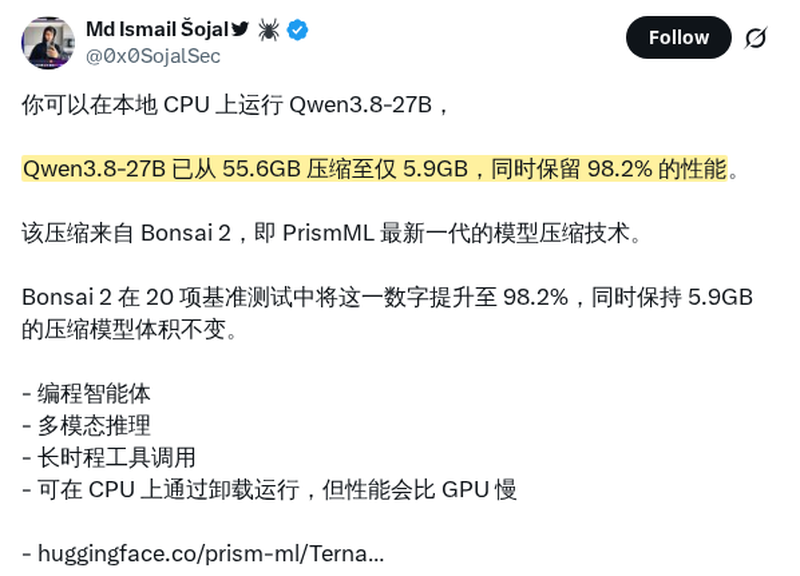 Md Ismail Šojal
@0x0SojalSec
Follow
你可以在本地 CPU 上运行 Qwen3.8-27B，
Qwen3.8-27B 已从 55.6GB 压缩至仅 5.9GB，同时保留 98.2% 的性能。
该压缩来自 Bonsai 2，即 PrismML 最新一代的模型压缩技术。
Bonsai 2 在 20 项基准测试中将这一数字提升至 98.2%，同时保持 5.9GB
的压缩模型体积不变。
- 编程智能体
- 多模态推理
- 长时程工具调用
- 可在 CPU 上通过卸载运行，但性能会比 GPU 慢
- huggingface.co/prism-ml/Terna...